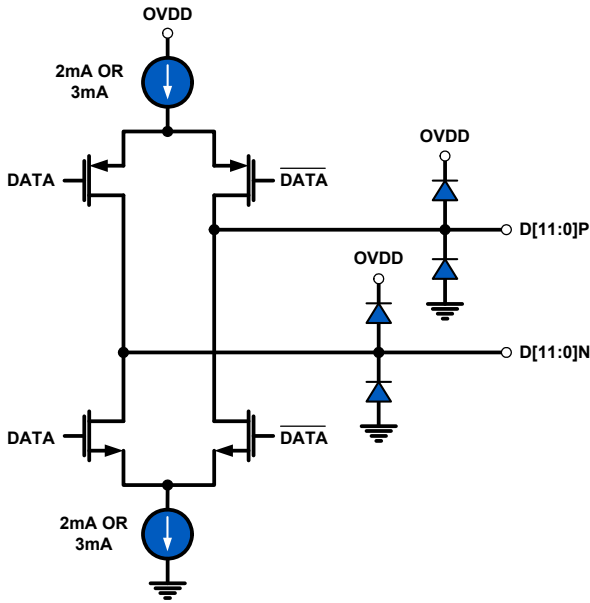 OVDD
2mA OR
3mA
OVDD
DATA
DATA
D[11:0]P
OVDD
D[11:0]N
DATA
DATA
2mA OR
3mA